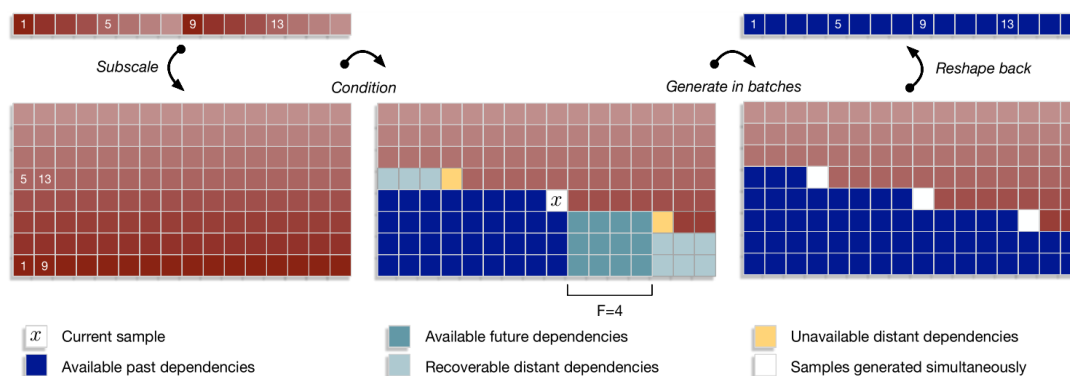 1 5 9 13
1 5 9 13
Subscale
Condition
Generate in batches
Reshape back
5 13
1 9
x
F=4
x Current sample
Available future dependencies
Unavailable distant dependencies
Available past dependencies
Recoverable distant dependencies
Samples generated simultaneously